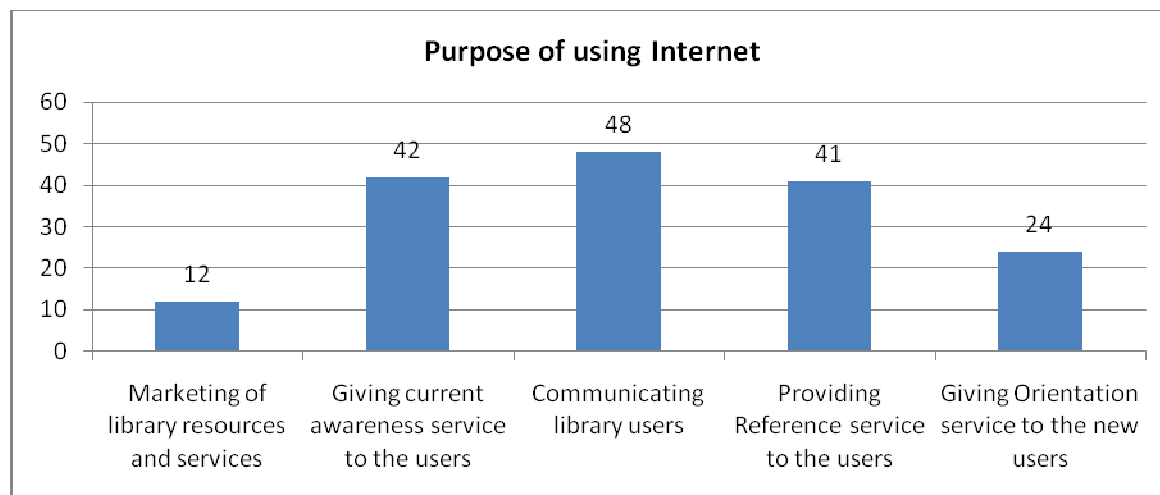 Purpose of using Internet
60
50
40
30
20
10
0
12
42
48
41
24
Marketing of
library resources
and services
Giving current
awareness service
to the users
Communicating
library users
Providing
Reference service
to the users
Giving Orientation
service to the new
users